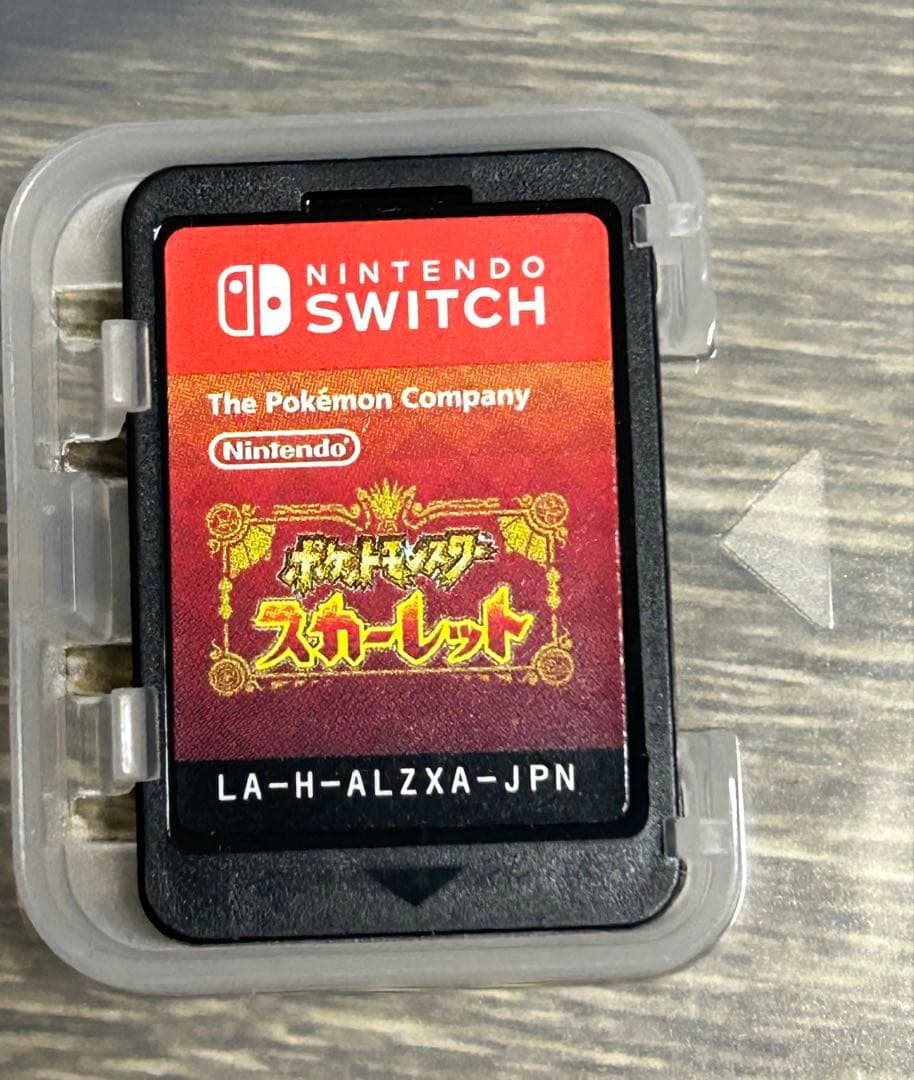 NINTENDO
SWITCH
The Pokémon Company
Nintendo
ポケットモンスター
スカーレット
LA-H-ALZXA-JPN